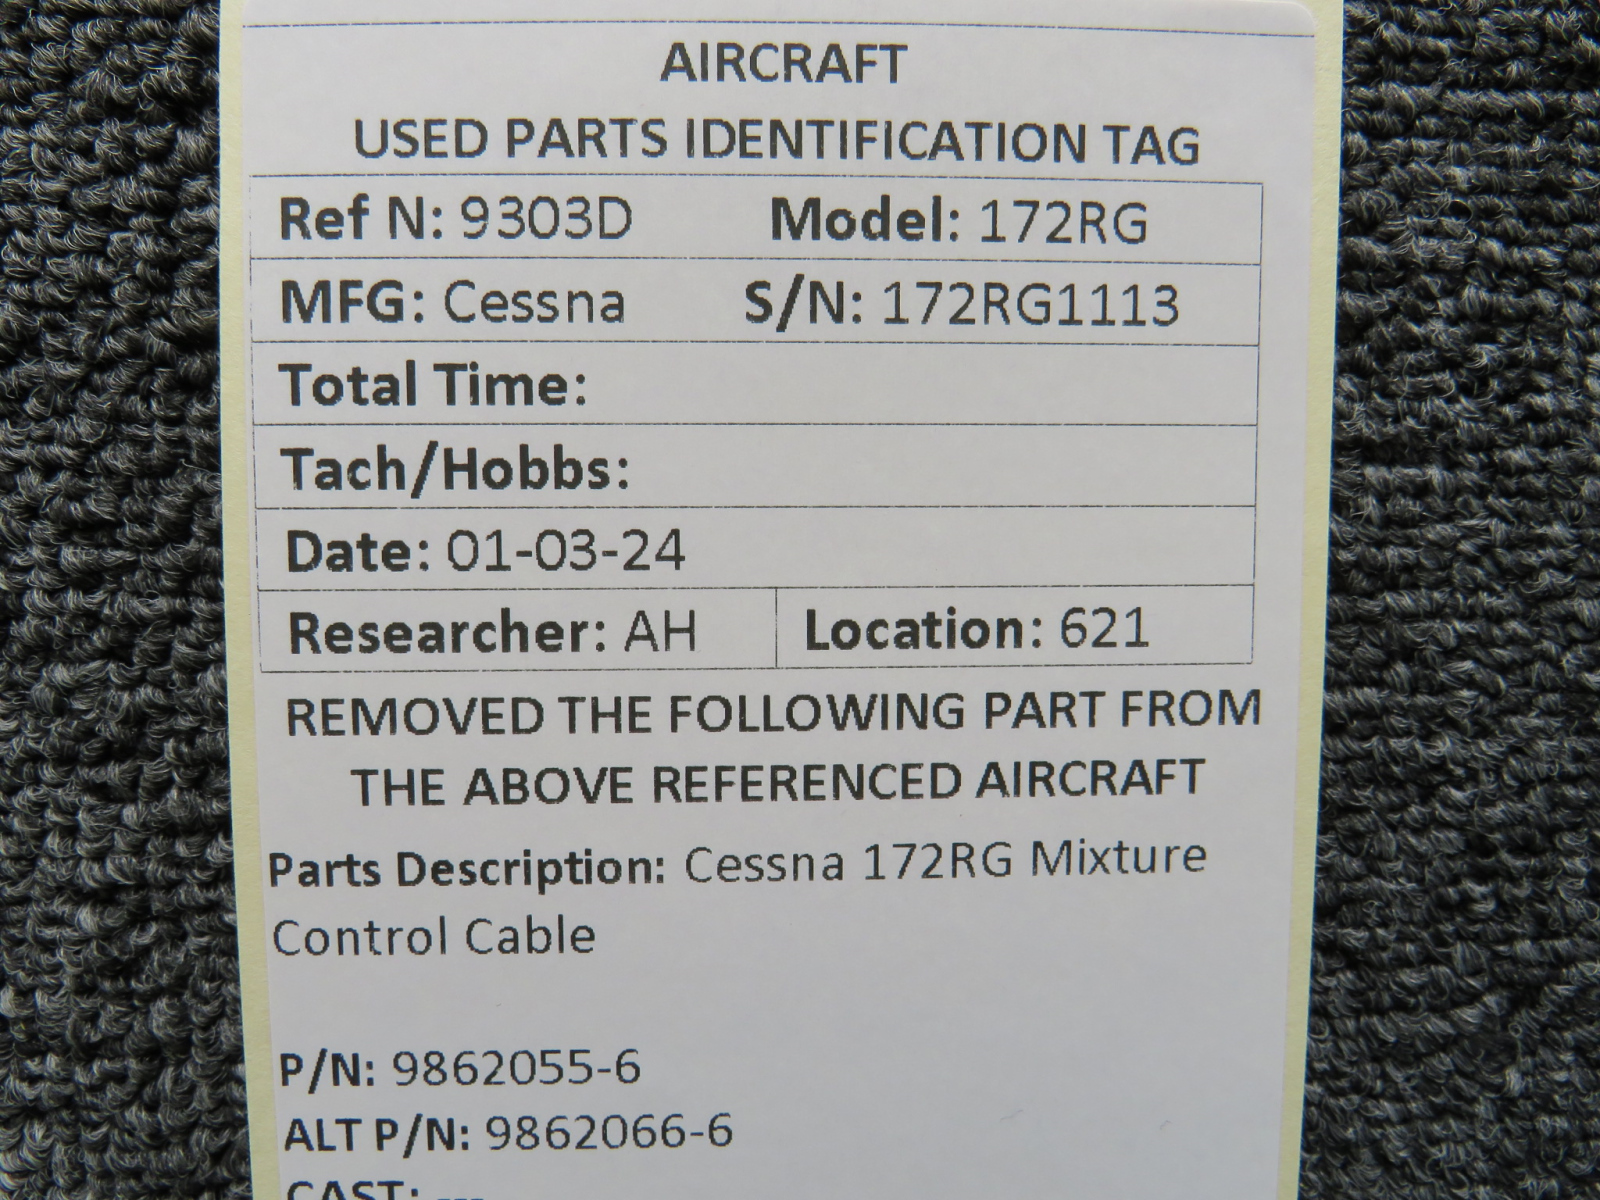 AIRCRAFT
USED PARTS IDENTIFICATION TAG
Ref N: 9303D Model: 172RG
MFG: Cessna S/N: 172RG1113
Total Time:
Tach/Hobbs:
Date: 01-03-24
Researcher: AH Location: 621
REMOVED THE FOLLOWING PART FROM
THE ABOVE REFERENCED AIRCRAFT
Parts Description: Cessna 172RG Mixture
Control Cable
P/N: 9862055-6
ALT P/N: 9862066-6
CAST: ---